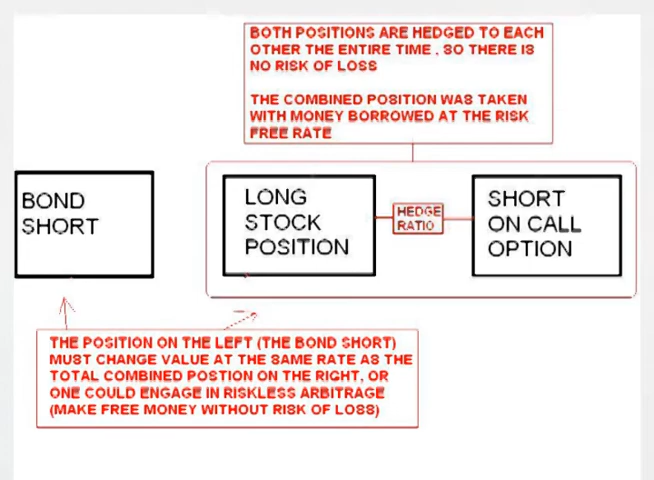 BOTH POSITIONS ARE HEDGED TO EACH
OTHER THE ENTIRE TIME , SO THERE IS
NO RISK OF LOSS
THE COMBINED POSITION WAS TAKEN
WITH MONEY BORROWED AT THE RISK
FREE RATE
BOND
SHORT
LONG
STOCK
POSITION
HEDGE
RATIO
SHORT
ON CALL
OPTION
THE POSITION ON THE LEFT (THE BOND SHORT)
MUST CHANGE VALUE AT THE SAME RATE AS THE
TOTAL COMBINED POSTION ON THE RIGHT, OR
ONE COULD ENGAGE IN RISKLESS ARBITRAGE
(MAKE FREE MONEY WITHOUT RISK OF LOSS)